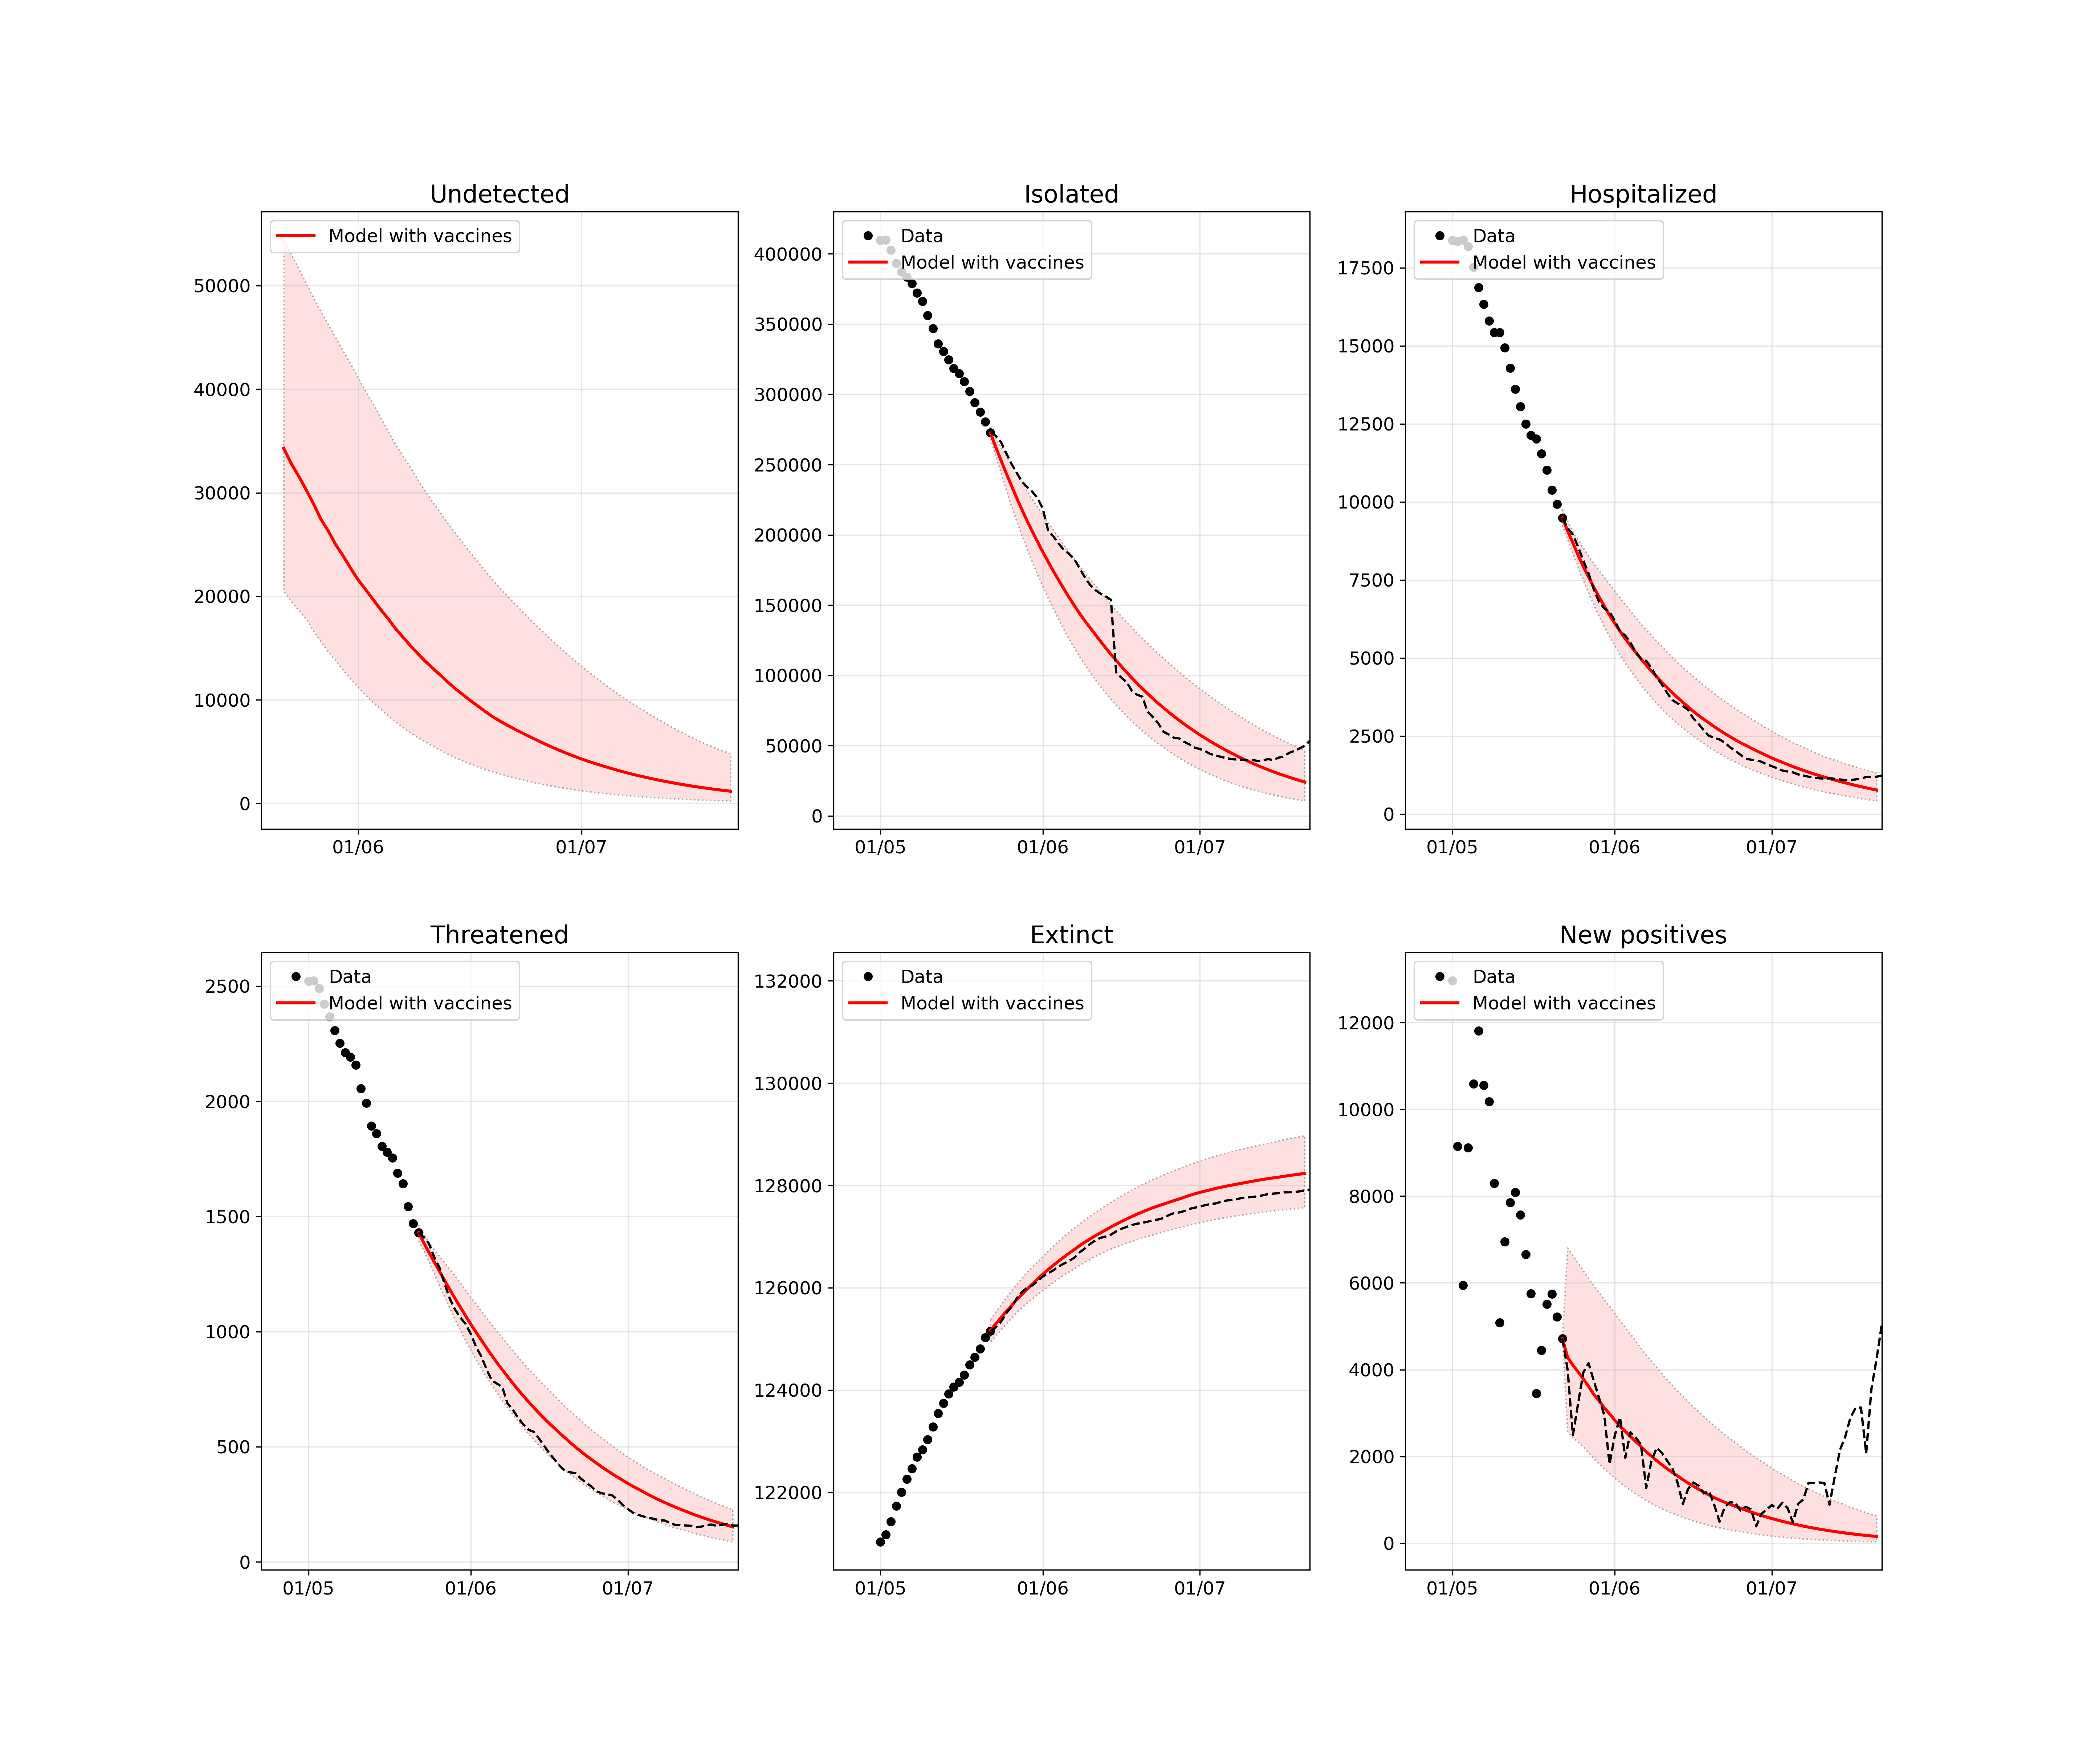 Undetected
Model with vaccines
50000
40000
30000
20000
10000
0
01/06 01/07
Isolated
Data
Model with vaccines
400000
350000
300000
250000
200000
150000
100000
50000
0
01/05 01/06 01/07
Hospitalized
Data
Model with vaccines
17500
15000
12500
10000
7500
5000
2500
0
01/05 01/06 01/07
Threatened
Data
Model with vaccines
2500
2000
1500
1000
500
0
01/05 01/06 01/07
Extinct
Data
Model with vaccines
132000
130000
128000
126000
124000
122000
01/05 01/06 01/07
New positives
Data
Model with vaccines
12000
10000
8000
6000
4000
2000
0
01/05 01/06 01/07